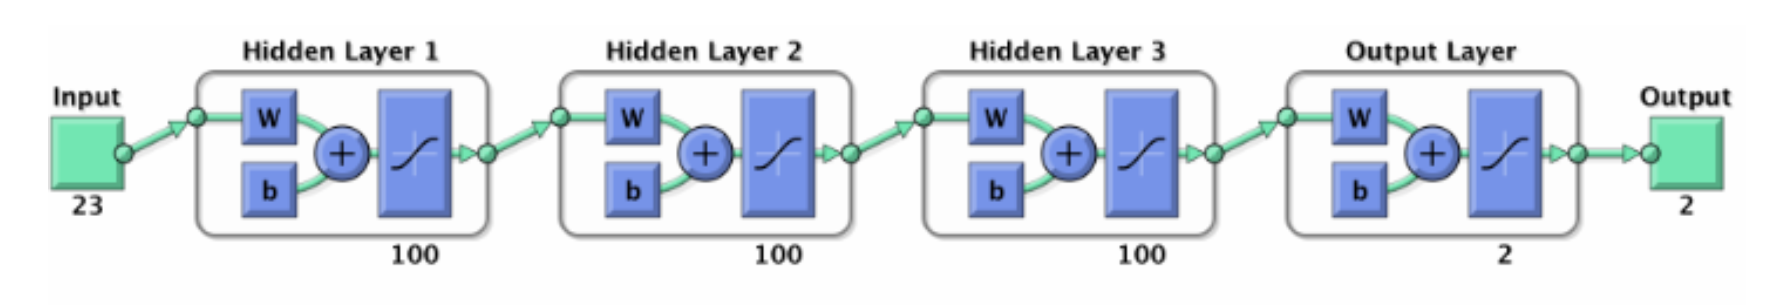 Hidden Layer 1 Hidden Layer 2 Hidden Layer 3 Output Layer
Input Output
W W W W
b b b b
23 2
100 100 100 2